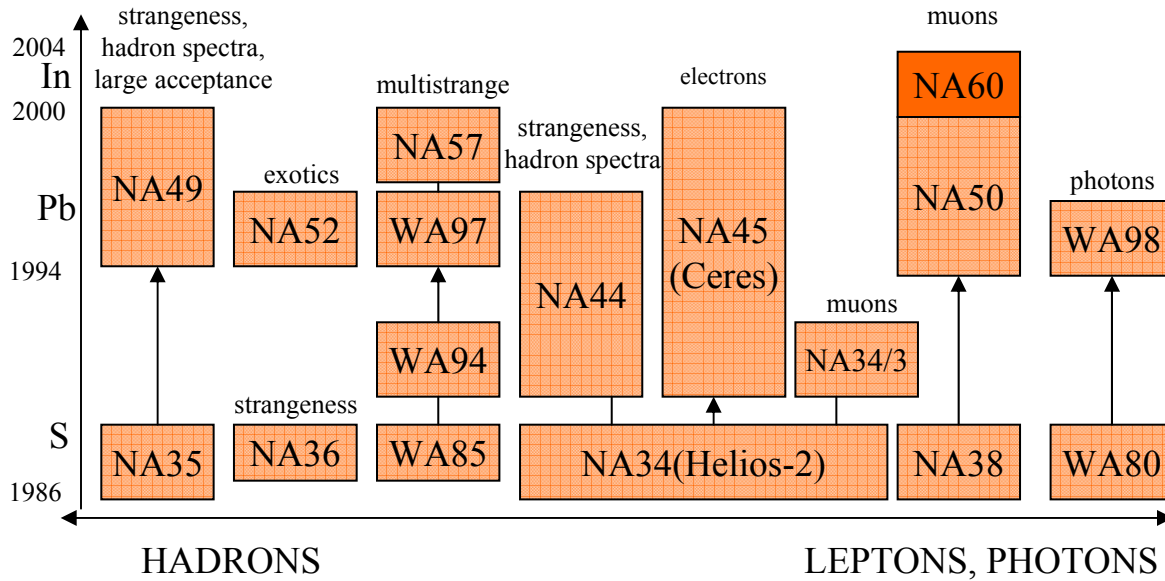 strangeness,
hadron spectra,
large acceptance
muons
2004
In
2000
electrons
multistrange
strangeness,
hadron spectra
NA60
NA57
NA49
exotics
Pb
NA52
WA97
NA50
photons
NA45
(Ceres)
WA98
1994
NA44
muons
WA94
NA34/3
strangeness
S
NA35
NA36
WA85
NA34(Helios-2)
NA38
WA80
1986
HADRONS
LEPTONS, PHOTONS